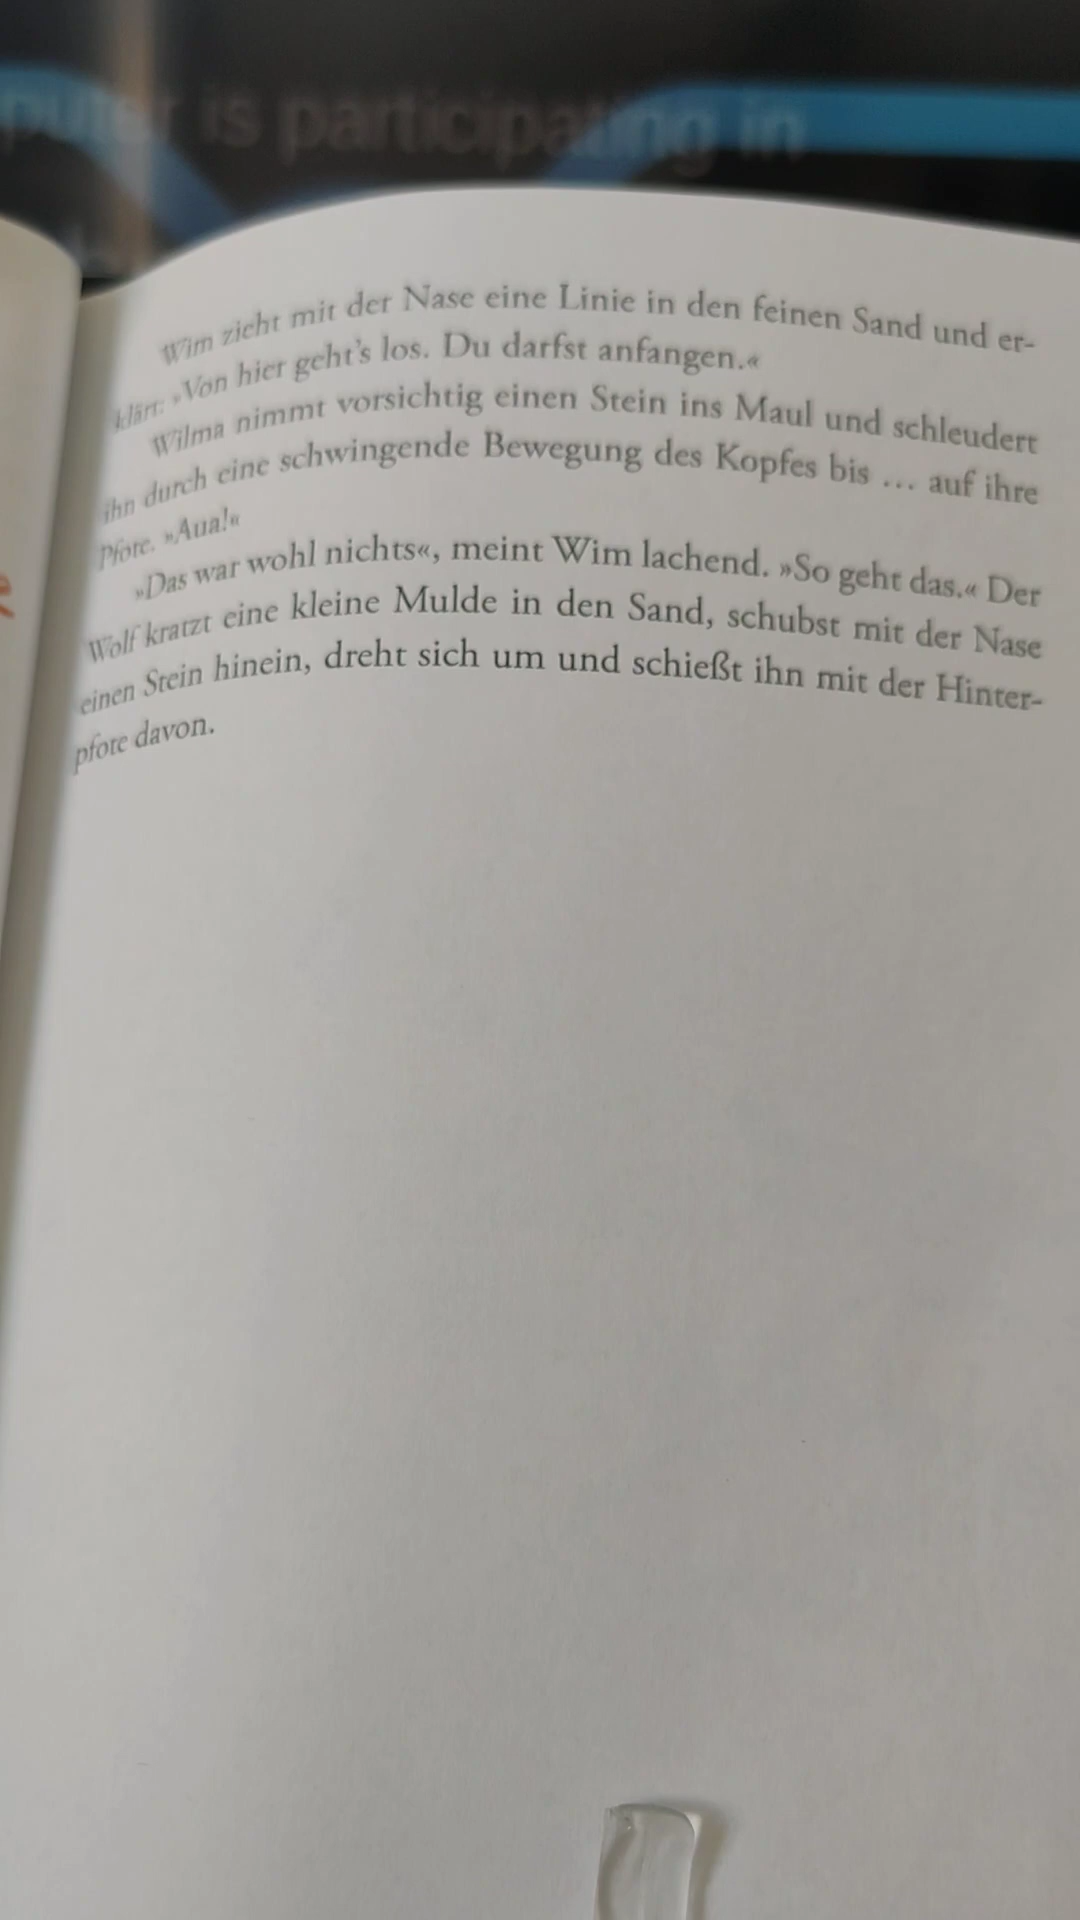 puter is participating in
Wim zieht mit der Nase eine Linie in den feinen Sand und er-
klärt: »Von hier geht's los. Du darfst anfangen.«
Wilma nimmt vorsichtig einen Stein ins Maul und schleudert
ihn durch eine schwingende Bewegung des Kopfes bis … auf ihre
Pfote. »Aua!«
»Das war wohl nichts«, meint Wim lachend. »So geht das.« Der
Wolf kratzt eine kleine Mulde in den Sand, schubst mit der Nase
einen Stein hinein, dreht sich um und schießt ihn mit der Hinter-
pfote davon.